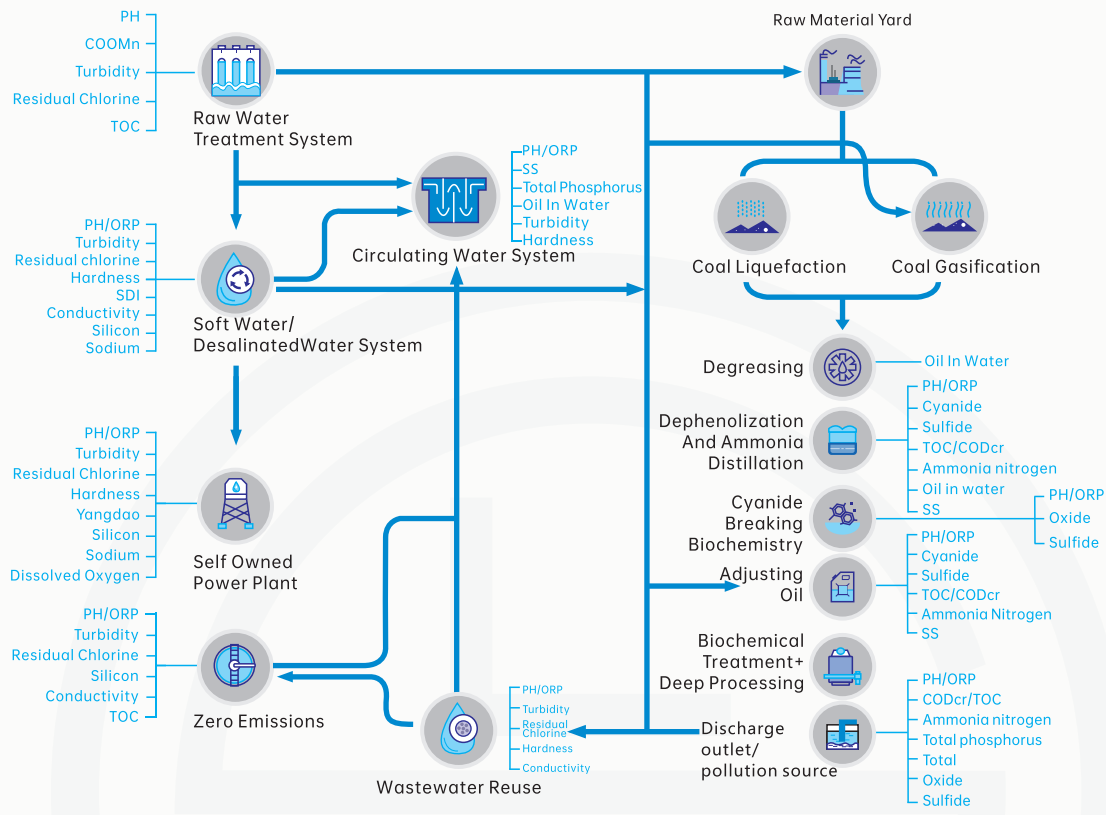 PH
COOMn
Turbidity
Residual Chlorine
TOC
Raw Water
Treatment System
Raw Material Yard
PH/ORP
SS
Total Phosphorus
Oil In Water
Turbidity
Hardness
Circulating Water System
Coal Liquefaction
Coal Gasification
PH/ORP
Turbidity
Residual chlorine
Hardness
SDI
Conductivity
Silicon
Sodium
Soft Water/
DesalinatedWater System
Degreasing
Oil In Water
Dephenolization
And Ammonia
Distillation
PH/ORP
Cyanide
Sulfide
TOC/CODcr
Ammonia nitrogen
Oil in water
SS
PH/ORP
Turbidity
Residual Chlorine
Hardness
Yangdao
Silicon
Sodium
Dissolved Oxygen
Self Owned
Power Plant
Cyanide
Breaking
Biochemistry
PH/ORP
Oxide
Sulfide
Adjusting
Oil
PH/ORP
Cyanide
Sulfide
TOC/CODcr
Ammonia Nitrogen
SS
PH/ORP
Turbidity
Residual Chlorine
Silicon
Conductivity
TOC
Zero Emissions
Biochemical
Treatment+
Deep Processing
PH/ORP
Turbidity
Residual
Chlorine
Hardness
Conductivity
Wastewater Reuse
Discharge
outlet/
pollution source
PH/ORP
CODcr/TOC
Ammonia nitrogen
Total phosphorus
Total
Oxide
Sulfide